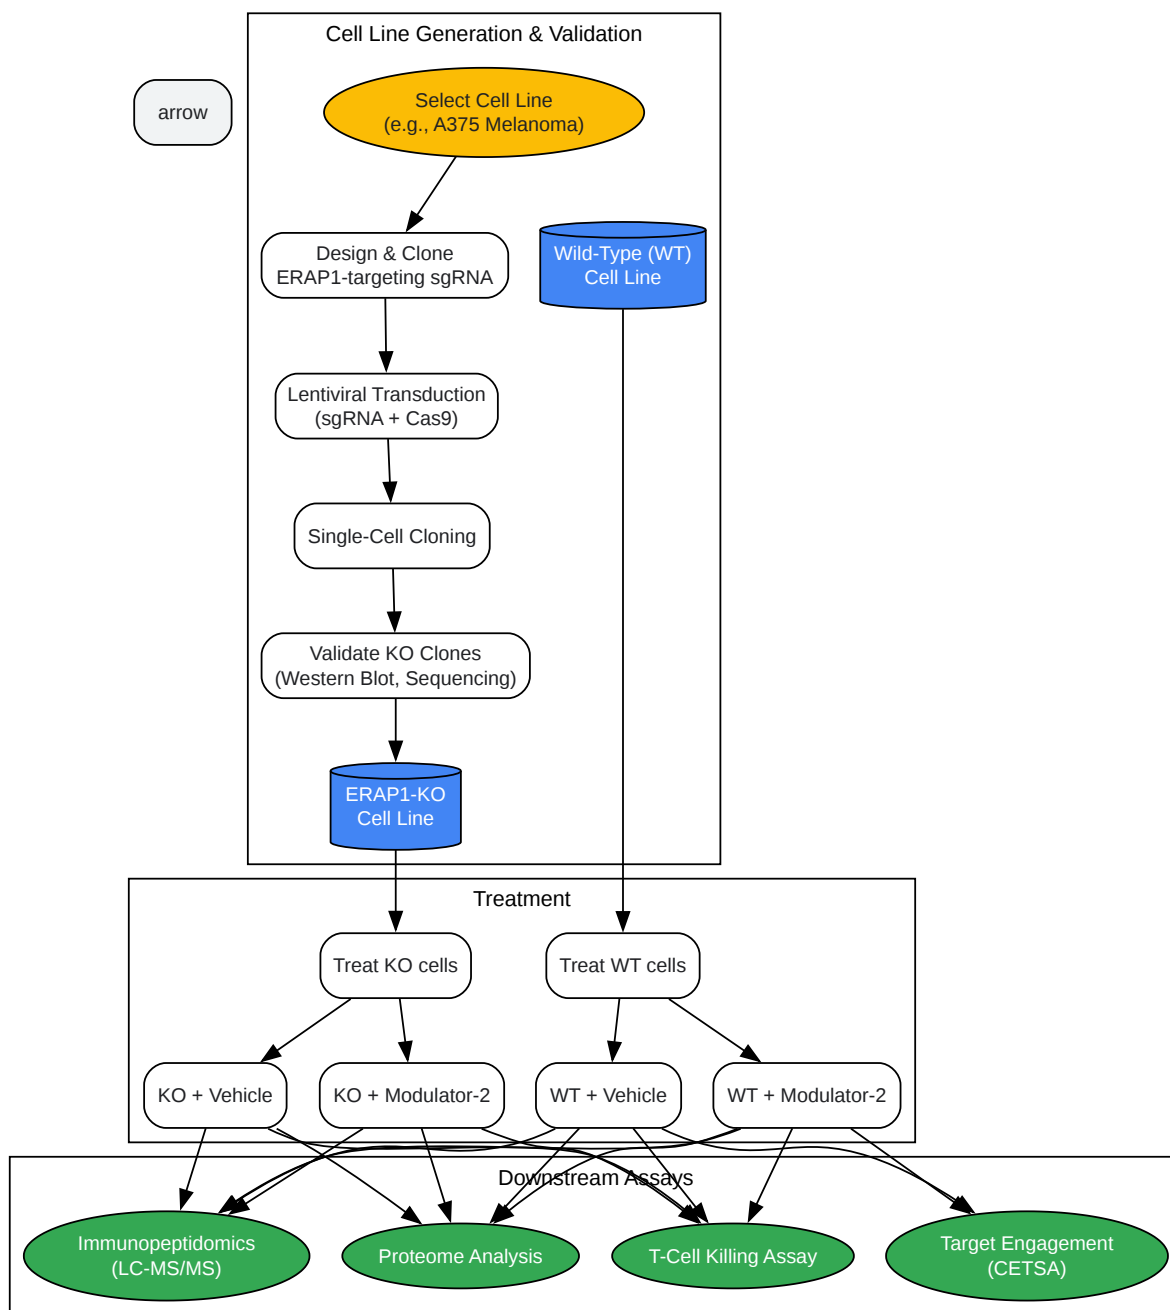 Cell Line Generation & Validation
arrow
Select Cell Line
(e.g., A375 Melanoma)
Design & Clone
ERAP1-targeting sgRNA
Wild-Type (WT)
Cell Line
Lentiviral Transduction
(sgRNA + Cas9)
Single-Cell Cloning
Validate KO Clones
(Western Blot, Sequencing)
ERAP1-KO
Cell Line
Treatment
Treat KO cells
Treat WT cells
KO + Vehicle
KO + Modulator-2
WT + Vehicle
WT + Modulator-2
Downstream Assays
Immunopeptidomics
(LC-MS/MS)
Proteome Analysis
T-Cell Killing Assay
Target Engagement
(CETSA)